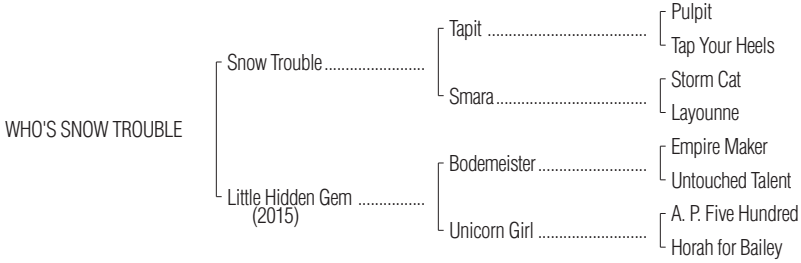 Pulpit
Tapit ......................................
Tap Your Heels
Snow Trouble........................
Storm Cat
Smara....................................
Layounne
WHO'S SNOW TROUBLE
Empire Maker
Bodemeister ..........................
Untouched Talent
Little Hidden Gem ................
(2015)
A. P. Five Hundred
Unicorn Girl ..........................
Horah for Bailey